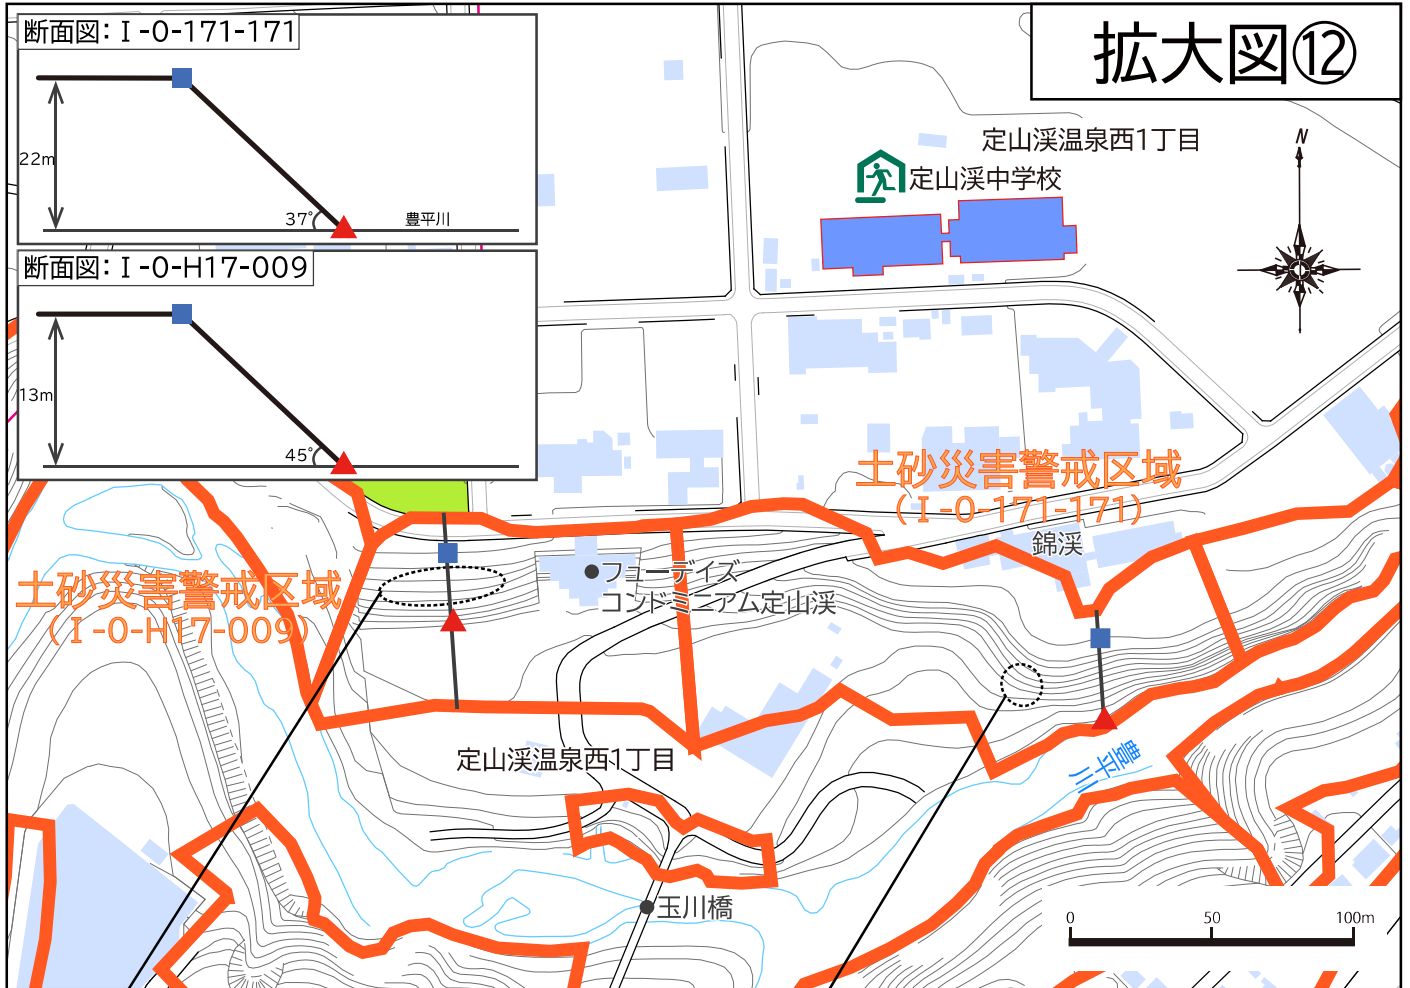 断面図：Ⅰ-0-171-171
22m
37°
豊平川
断面図：Ⅰ-0-H17-009
13m
45°
拡大図⑫
定山渓温泉西1丁目
定山渓中学校
N
土砂災害警戒区域
（Ⅰ-0-171-171）
錦渓
フューデイズ
コンドミニアム定山渓
土砂災害警戒区域
（Ⅰ-0-H17-009）
定山渓温泉西1丁目
豊平川
玉川橋
0 50 100m